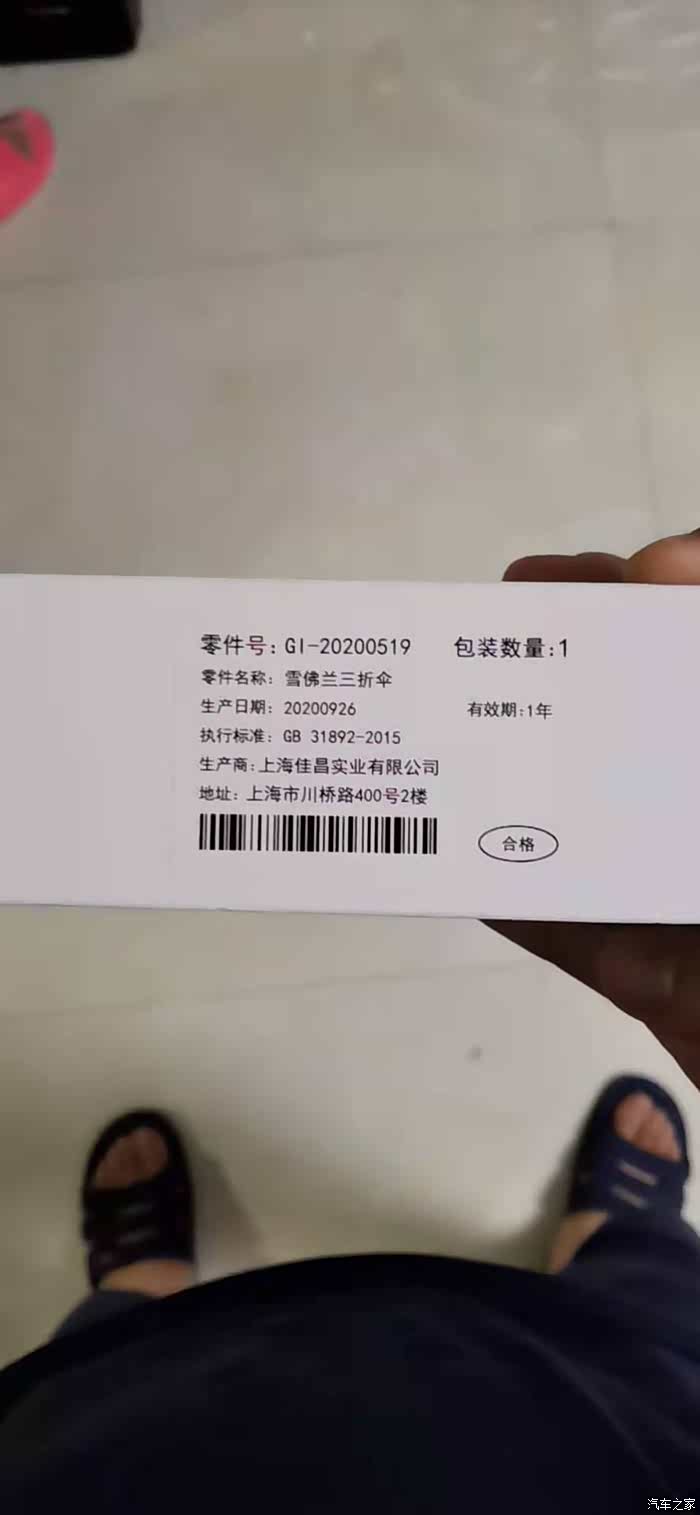 零件号: GI-20200519 包装数量:1
零件名称: 雪佛兰三折伞
生产日期: 20200926 有效期:1年
执行标准: GB 31892-2015
生产商:上海佳昌实业有限公司
地址: 上海市川桥路400号2楼
合格
汽车之家